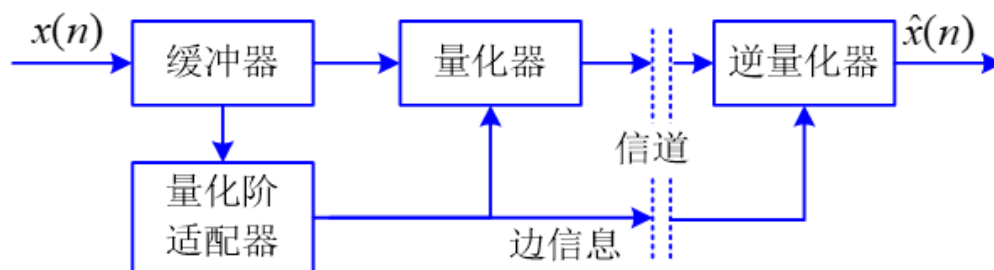 x(n)
缓冲器
量化器
逆量化器
x̂(n)
信道
量化阶
适配器
边信息